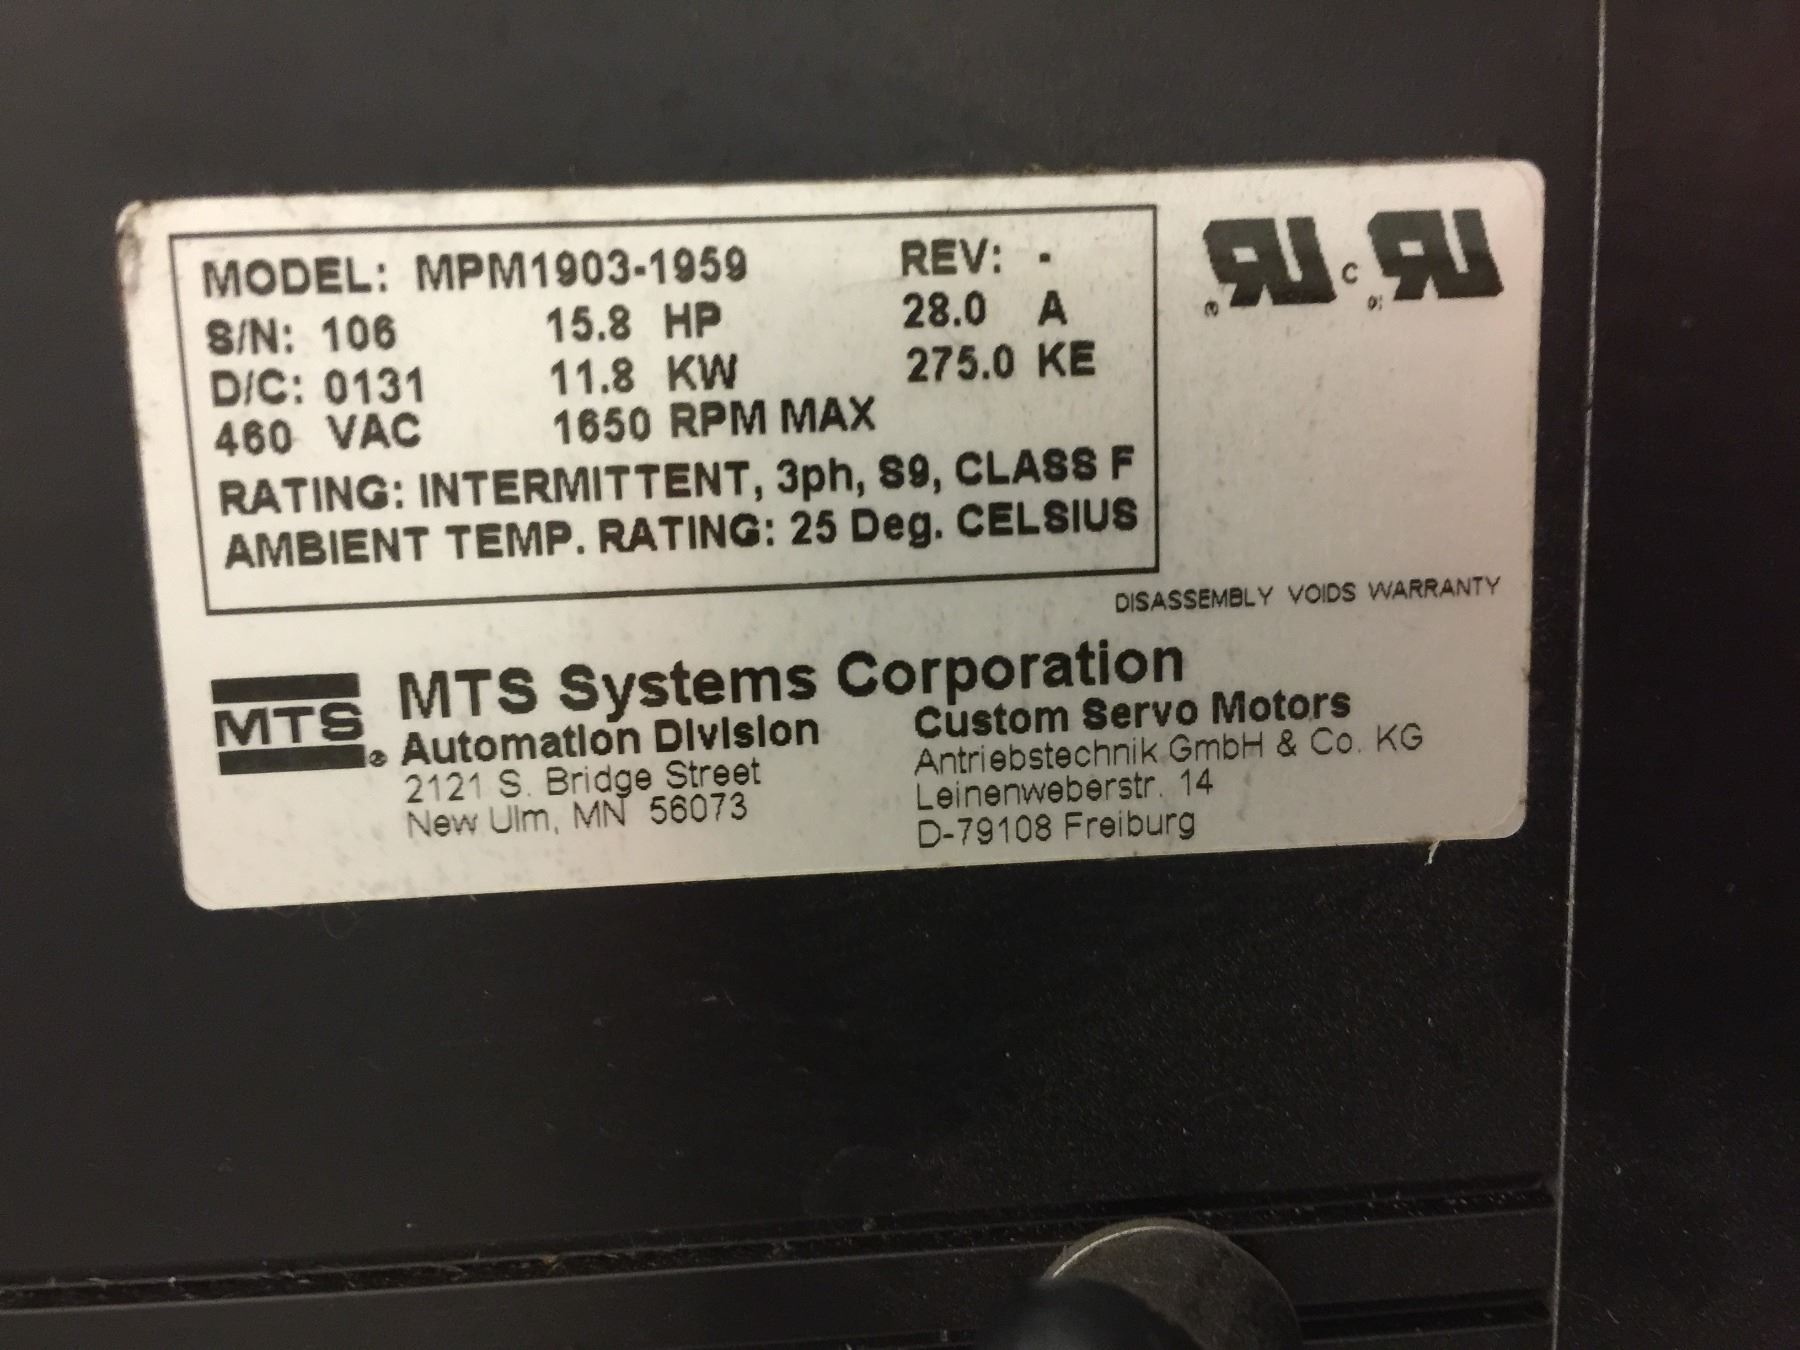 MODEL: MPM1903-1959 REV: -
S/N: 106 15.8 HP 28.0 A
D/C: 0131 11.8 KW 275.0 KE
460 VAC 1650 RPM MAX
RATING: INTERMITTENT, 3ph, S9, CLASS F
AMBIENT TEMP. RATING: 25 Deg. CELSIUS
RU ® C RU ®
DISASSEMBLY VOIDS WARRANTY
MTS®
MTS Systems Corporation
Automation Division
2121 S. Bridge Street
New Ulm, MN 56073
Custom Servo Motors
Antriebstechnik GmbH & Co. KG
Leinenweberstr. 14
D-79108 Freiburg